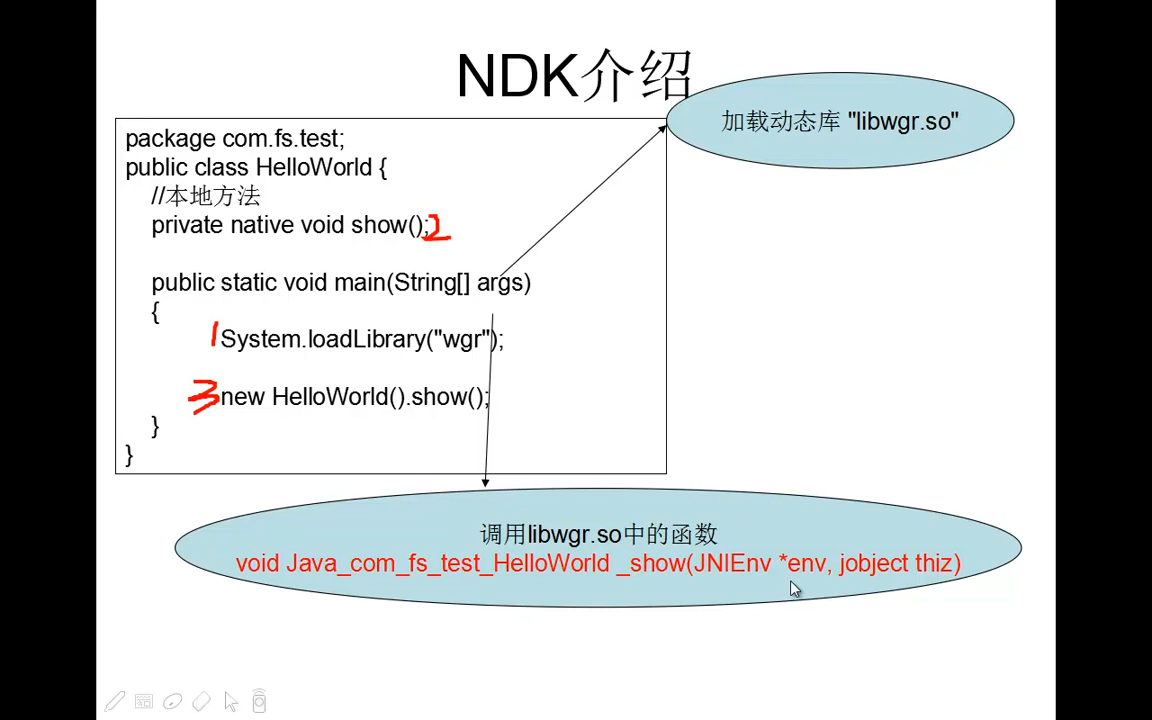 NDK介绍
加载动态库 "libwgr.so"
package com.fs.test;
public class HelloWorld {
//本地方法
private native void show();2
public static void main(String[] args)
{
1System.loadLibrary("wgr");
3new HelloWorld().show();
}
}
调用libwgr.so中的函数
void Java_com_fs_test_HelloWorld _show(JNIEnv *env, jobject thiz)